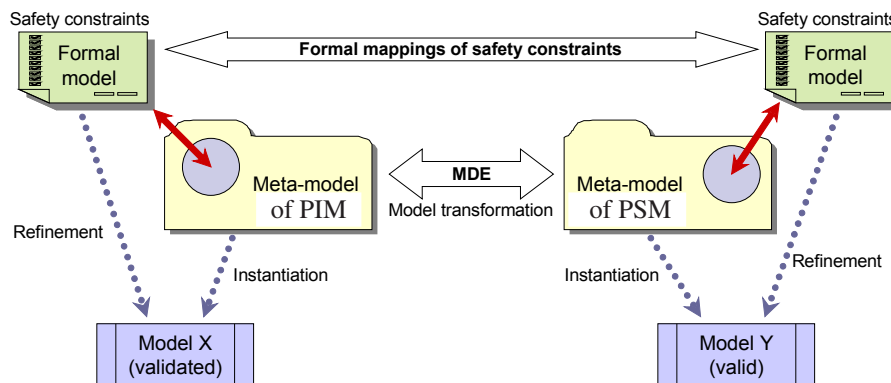 Safety constraints
Safety constraints
Formal
model
Formal mappings of safety constraints
Formal
model
Meta-model
of PIM
MDE
Model transformation
Meta-model
of PSM
Refinement
Instantiation
Instantiation
Refinement
Model X
(validated)
Model Y
(valid)